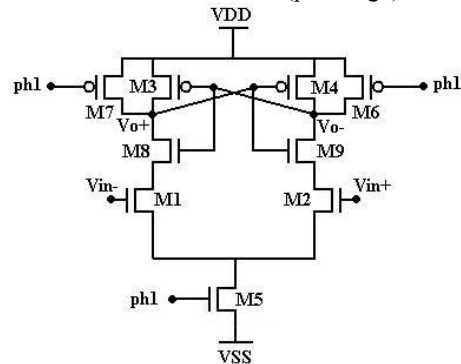 VDD
ph1 M3 M4 ph1
M7 Vo+ Vo- M6
M8 M9
Vin- M1 M2 Vin+
ph1 M5
VSS